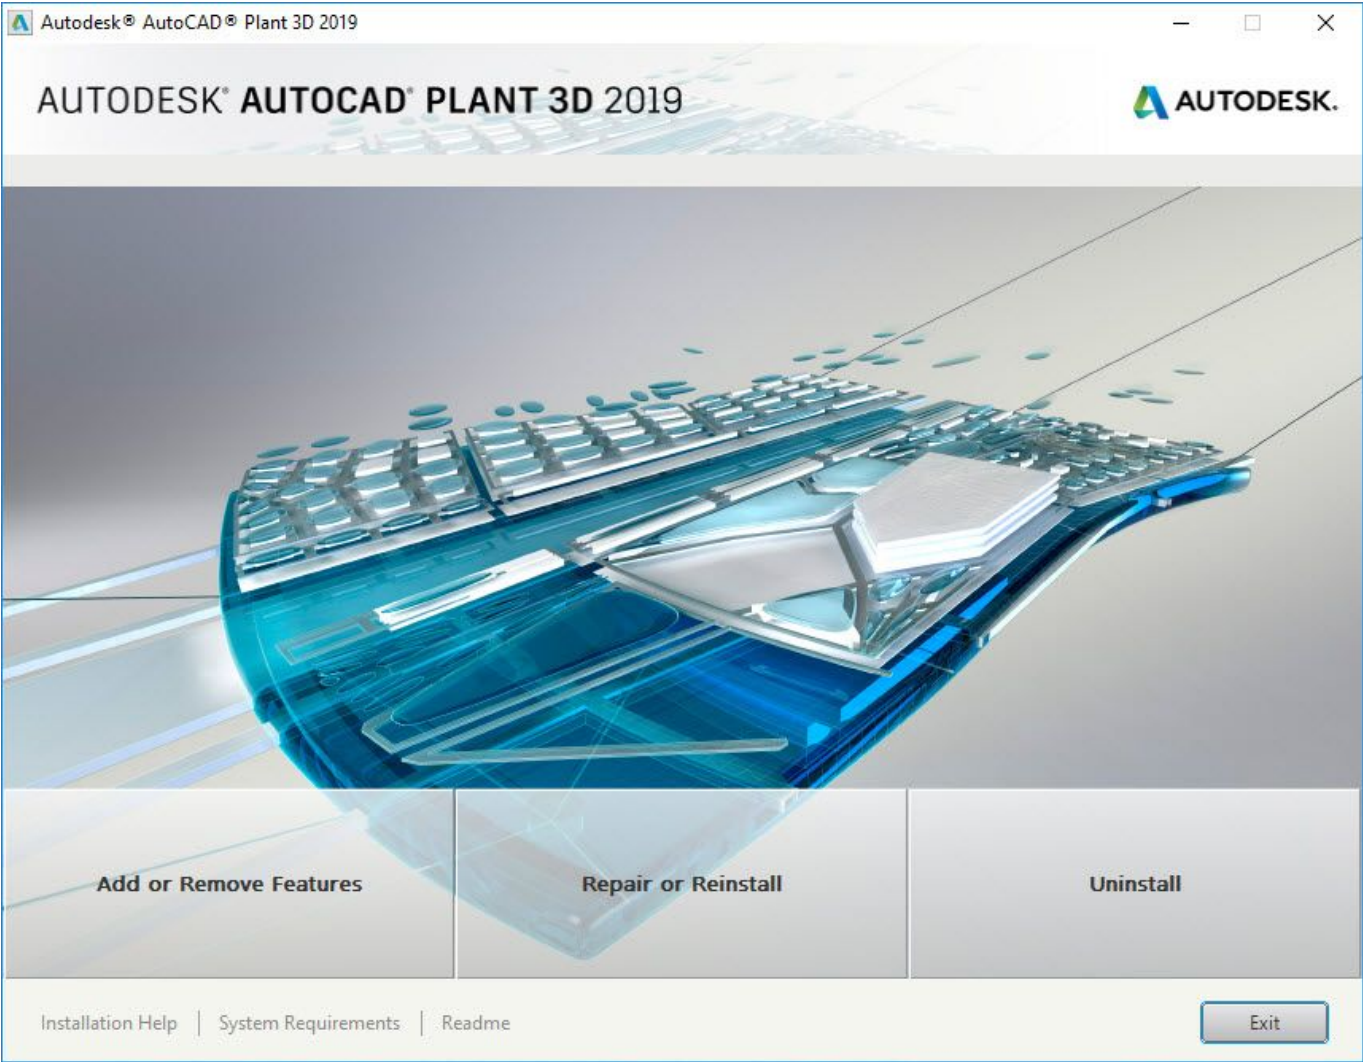 Autodesk® AutoCAD® Plant 3D 2019
AUTODESK® AUTOCAD® PLANT 3D 2019
AUTODESK.
Add or Remove Features
Repair or Reinstall
Uninstall
Installation Help | System Requirements | Readme
Exit